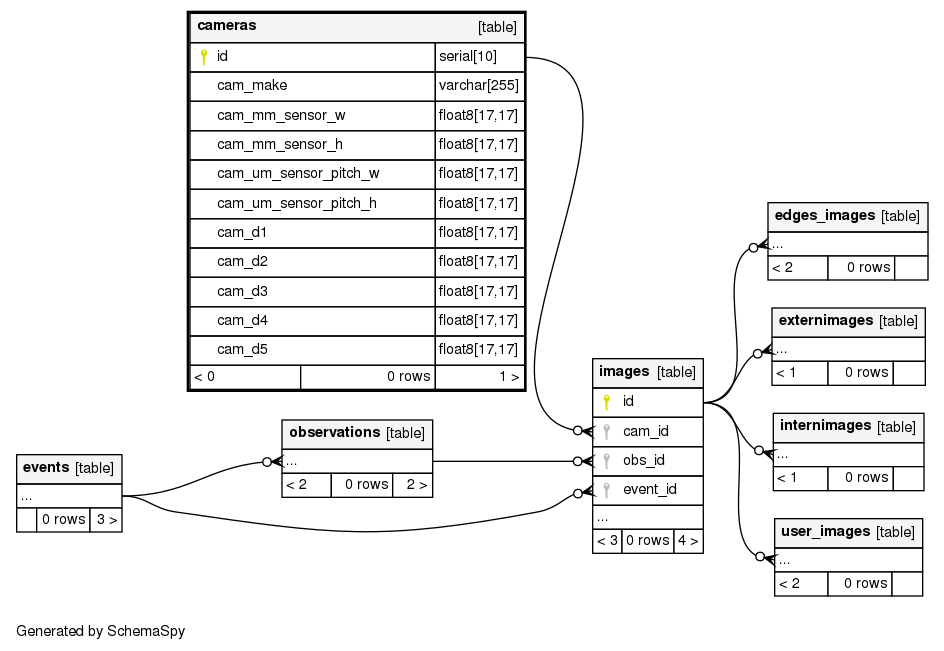 cameras [table]
id serial[10]
cam_make varchar[255]
cam_mm_sensor_w float8[17,17]
cam_mm_sensor_h float8[17,17]
cam_um_sensor_pitch_w float8[17,17]
cam_um_sensor_pitch_h float8[17,17]
cam_d1 float8[17,17]
cam_d2 float8[17,17]
cam_d3 float8[17,17]
cam_d4 float8[17,17]
cam_d5 float8[17,17]
< 0 0 rows 1 >
events [table]
...
0 rows 3 >
observations [table]
...
< 2 0 rows 2 >
images [table]
id
cam_id
obs_id
event_id
...
< 3 0 rows 4 >
edges_images [table]
...
< 2 0 rows
externimages [table]
...
< 1 0 rows
internimages [table]
...
< 1 0 rows
user_images [table]
...
< 2 0 rows
Generated by SchemaSpy